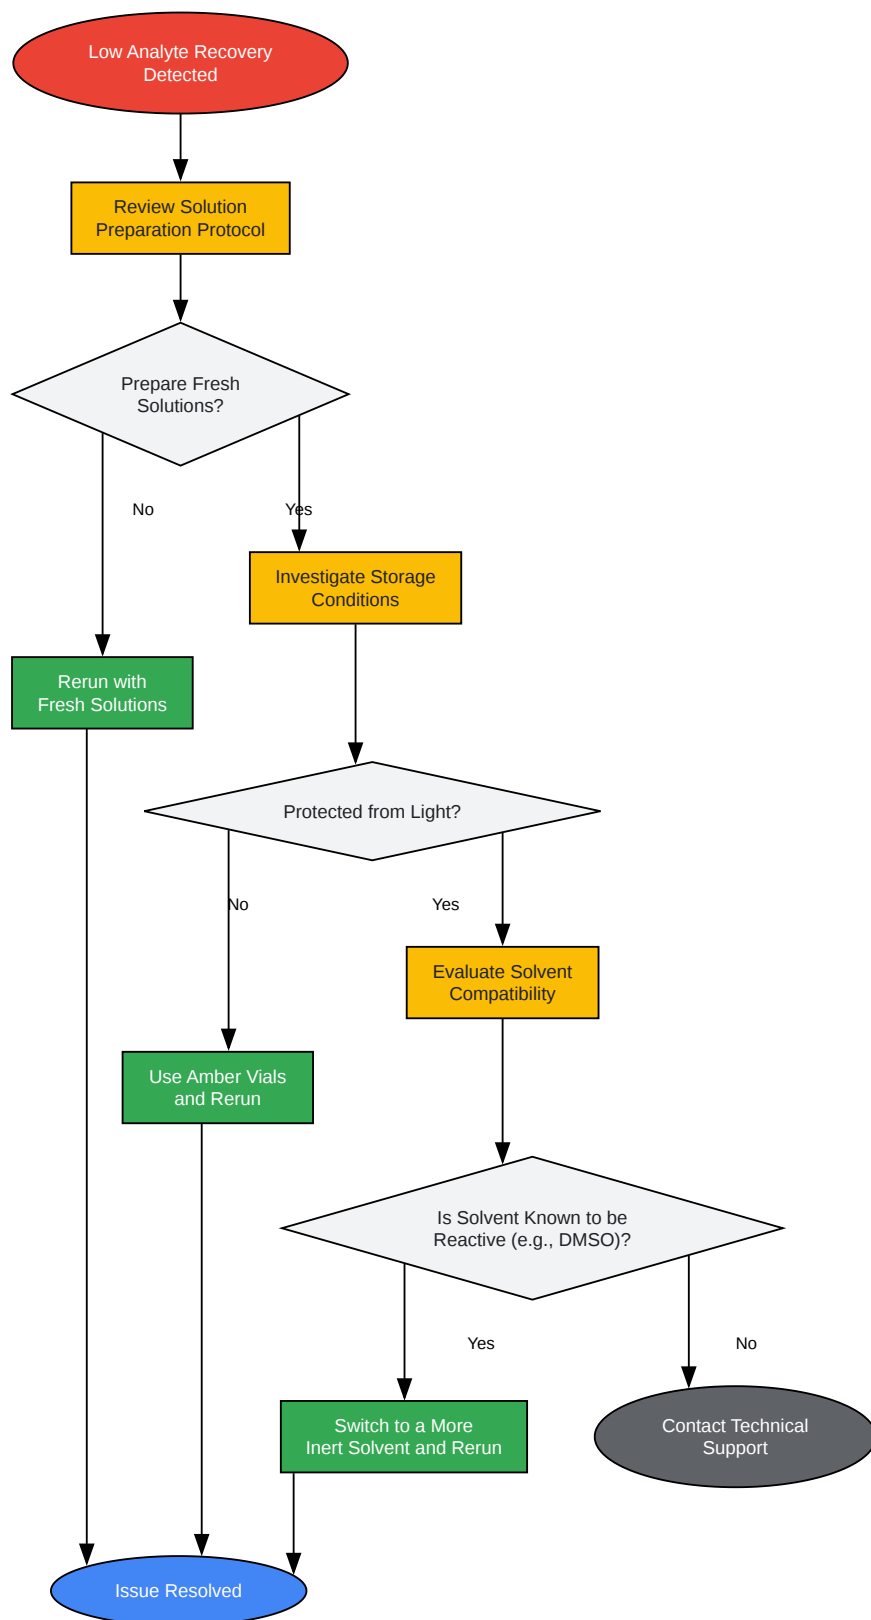 Low Analyte Recovery
Detected
Review Solution
Preparation Protocol
Prepare Fresh
Solutions?
No
Yes
Investigate Storage
Conditions
Rerun with
Fresh Solutions
Protected from Light?
No
Yes
Evaluate Solvent
Compatibility
Use Amber Vials
and Rerun
Is Solvent Known to be
Reactive (e.g., DMSO)?
Yes
No
Switch to a More
Inert Solvent and Rerun
Contact Technical
Support
Issue Resolved